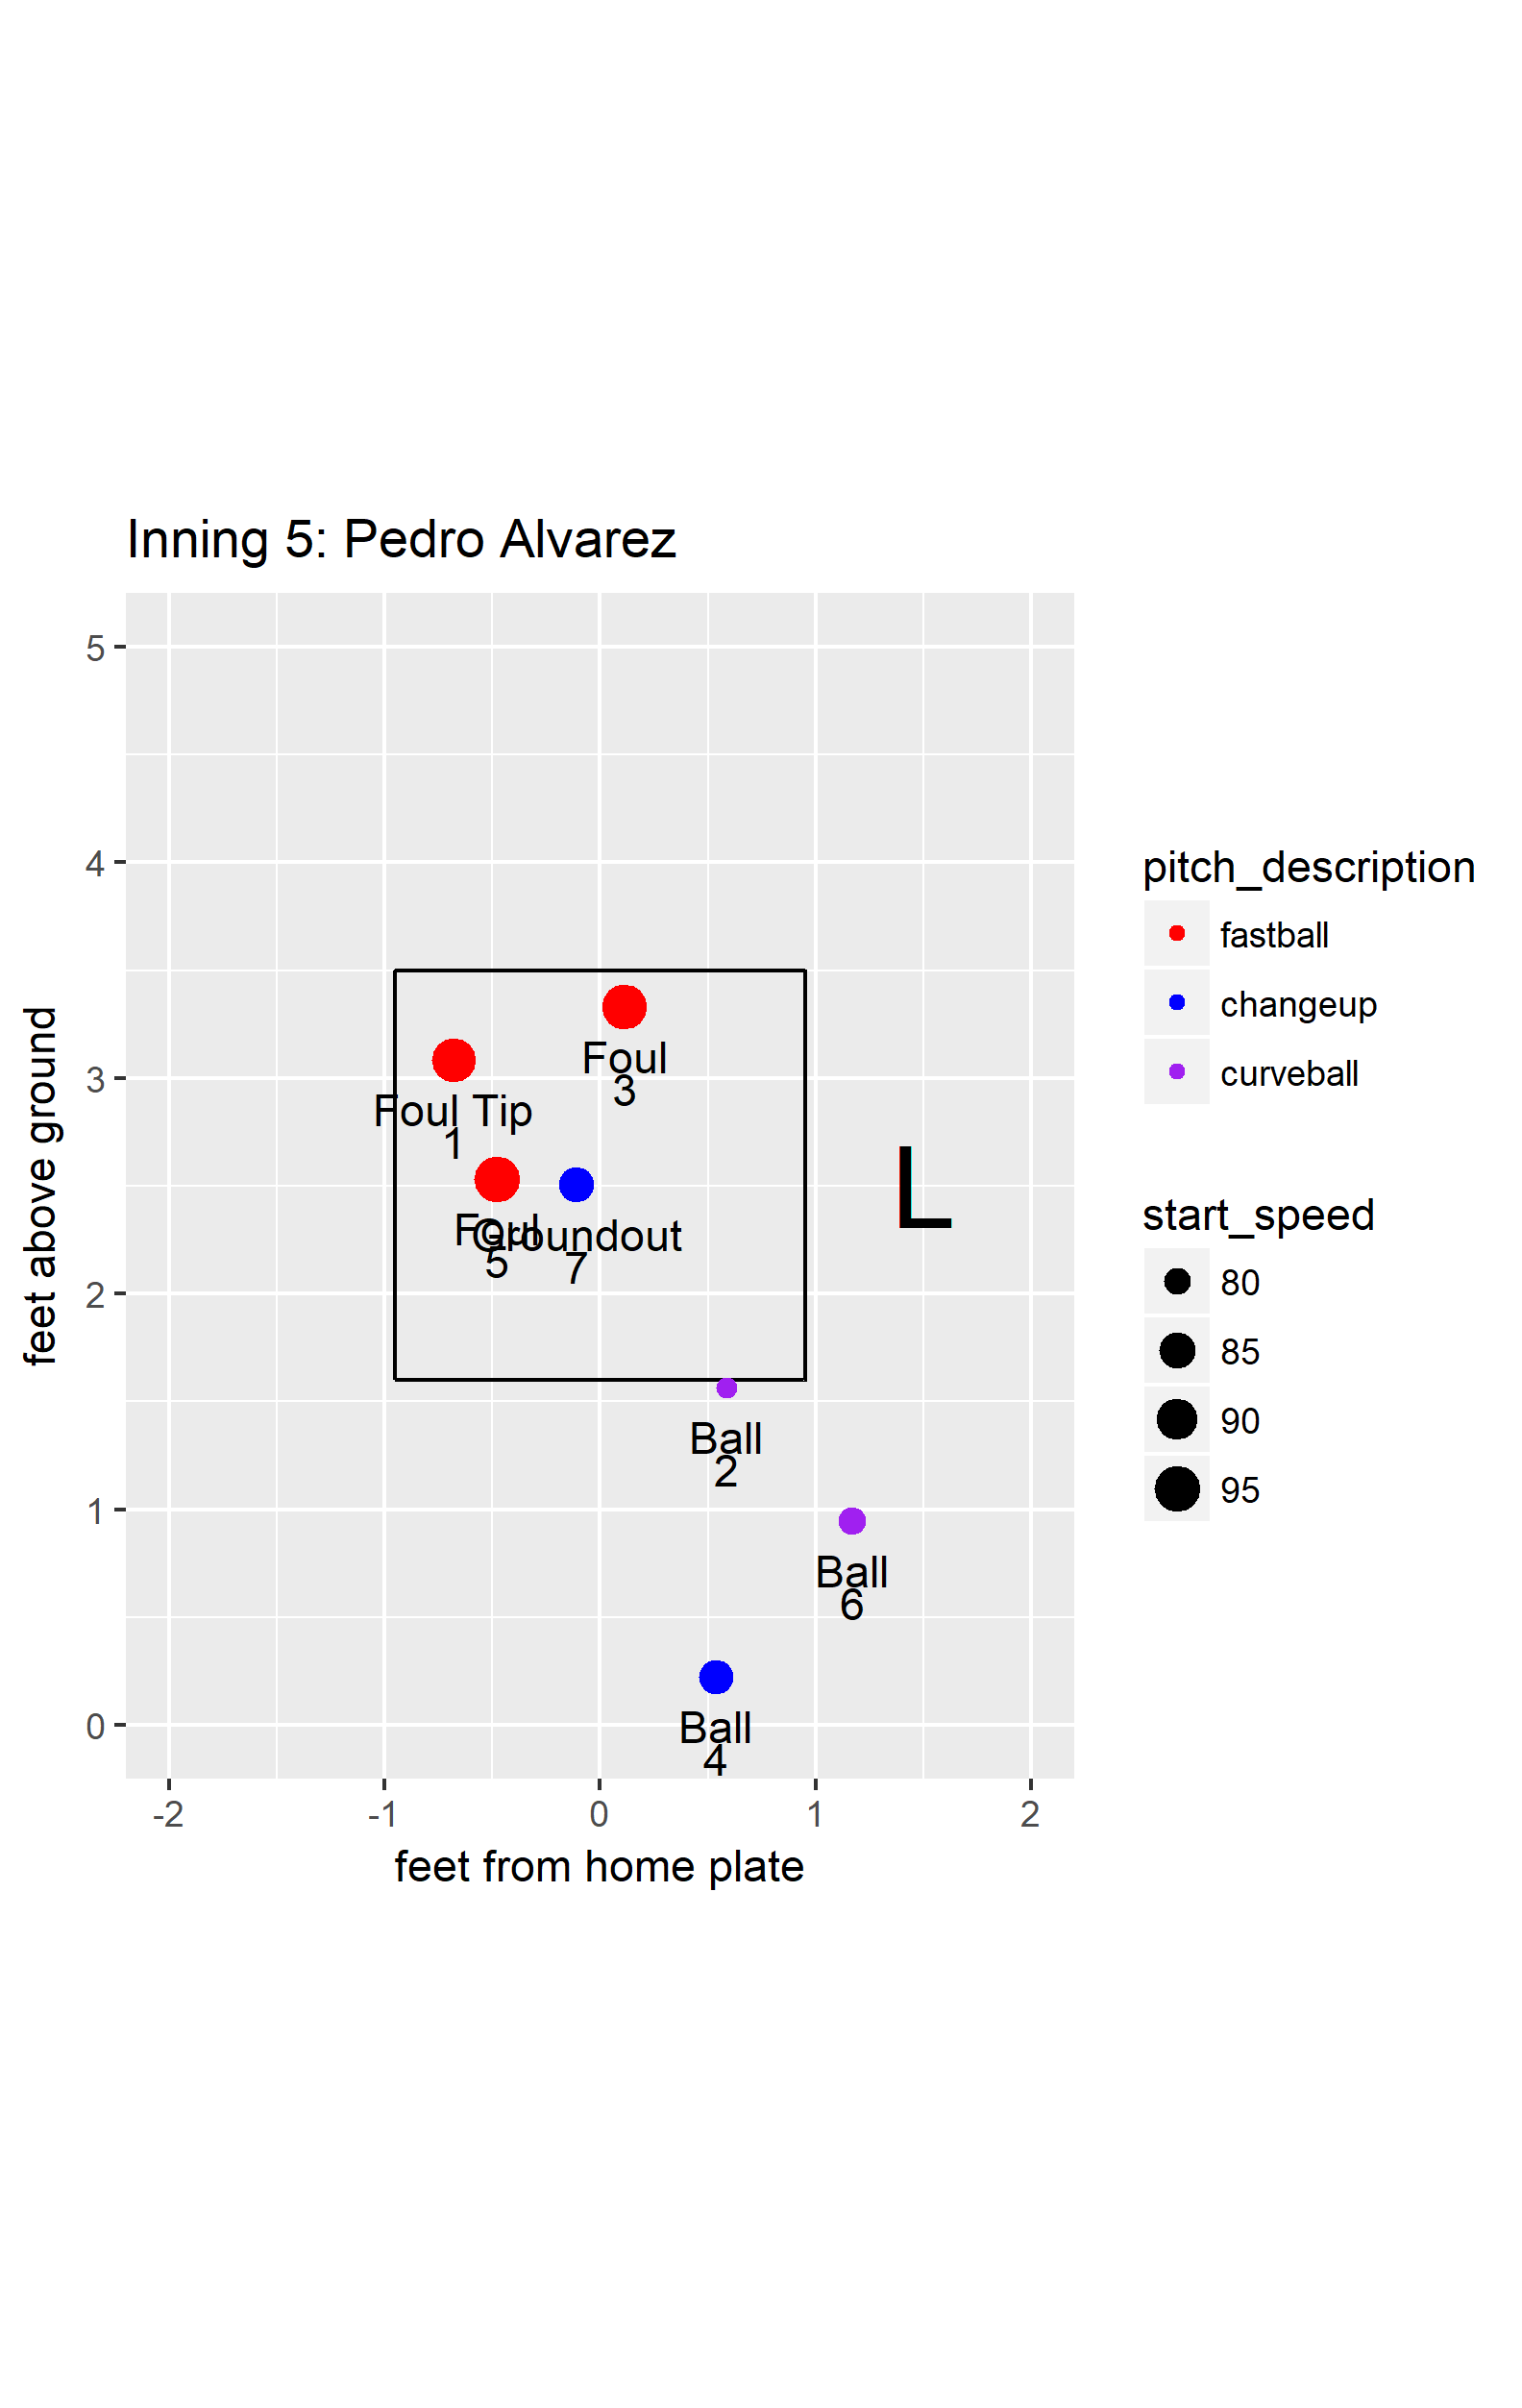 Inning 5: Pedro Alvarez
feet above ground
5
4
3
2
1
0
Foul
3
Foul Tip
1
Foul
5
Groundout
7
L
Ball
2
Ball
6
Ball
4
-2 -1 0 1 2
feet from home plate
pitch_description
fastball
changeup
curveball
start_speed
80
85
90
95